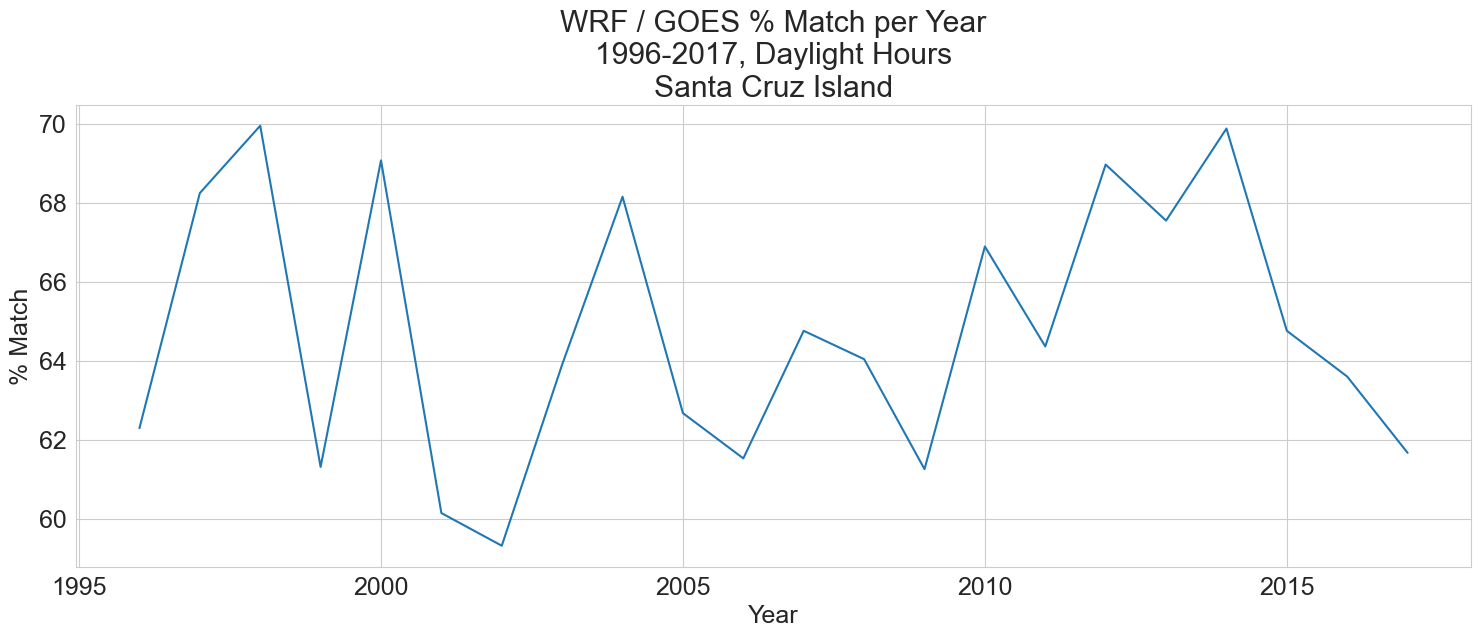 WRF / GOES % Match per Year
1996-2017, Daylight Hours
Santa Cruz Island
70
68
66
64
62
60
% Match
1995 2000 2005 2010 2015
Year